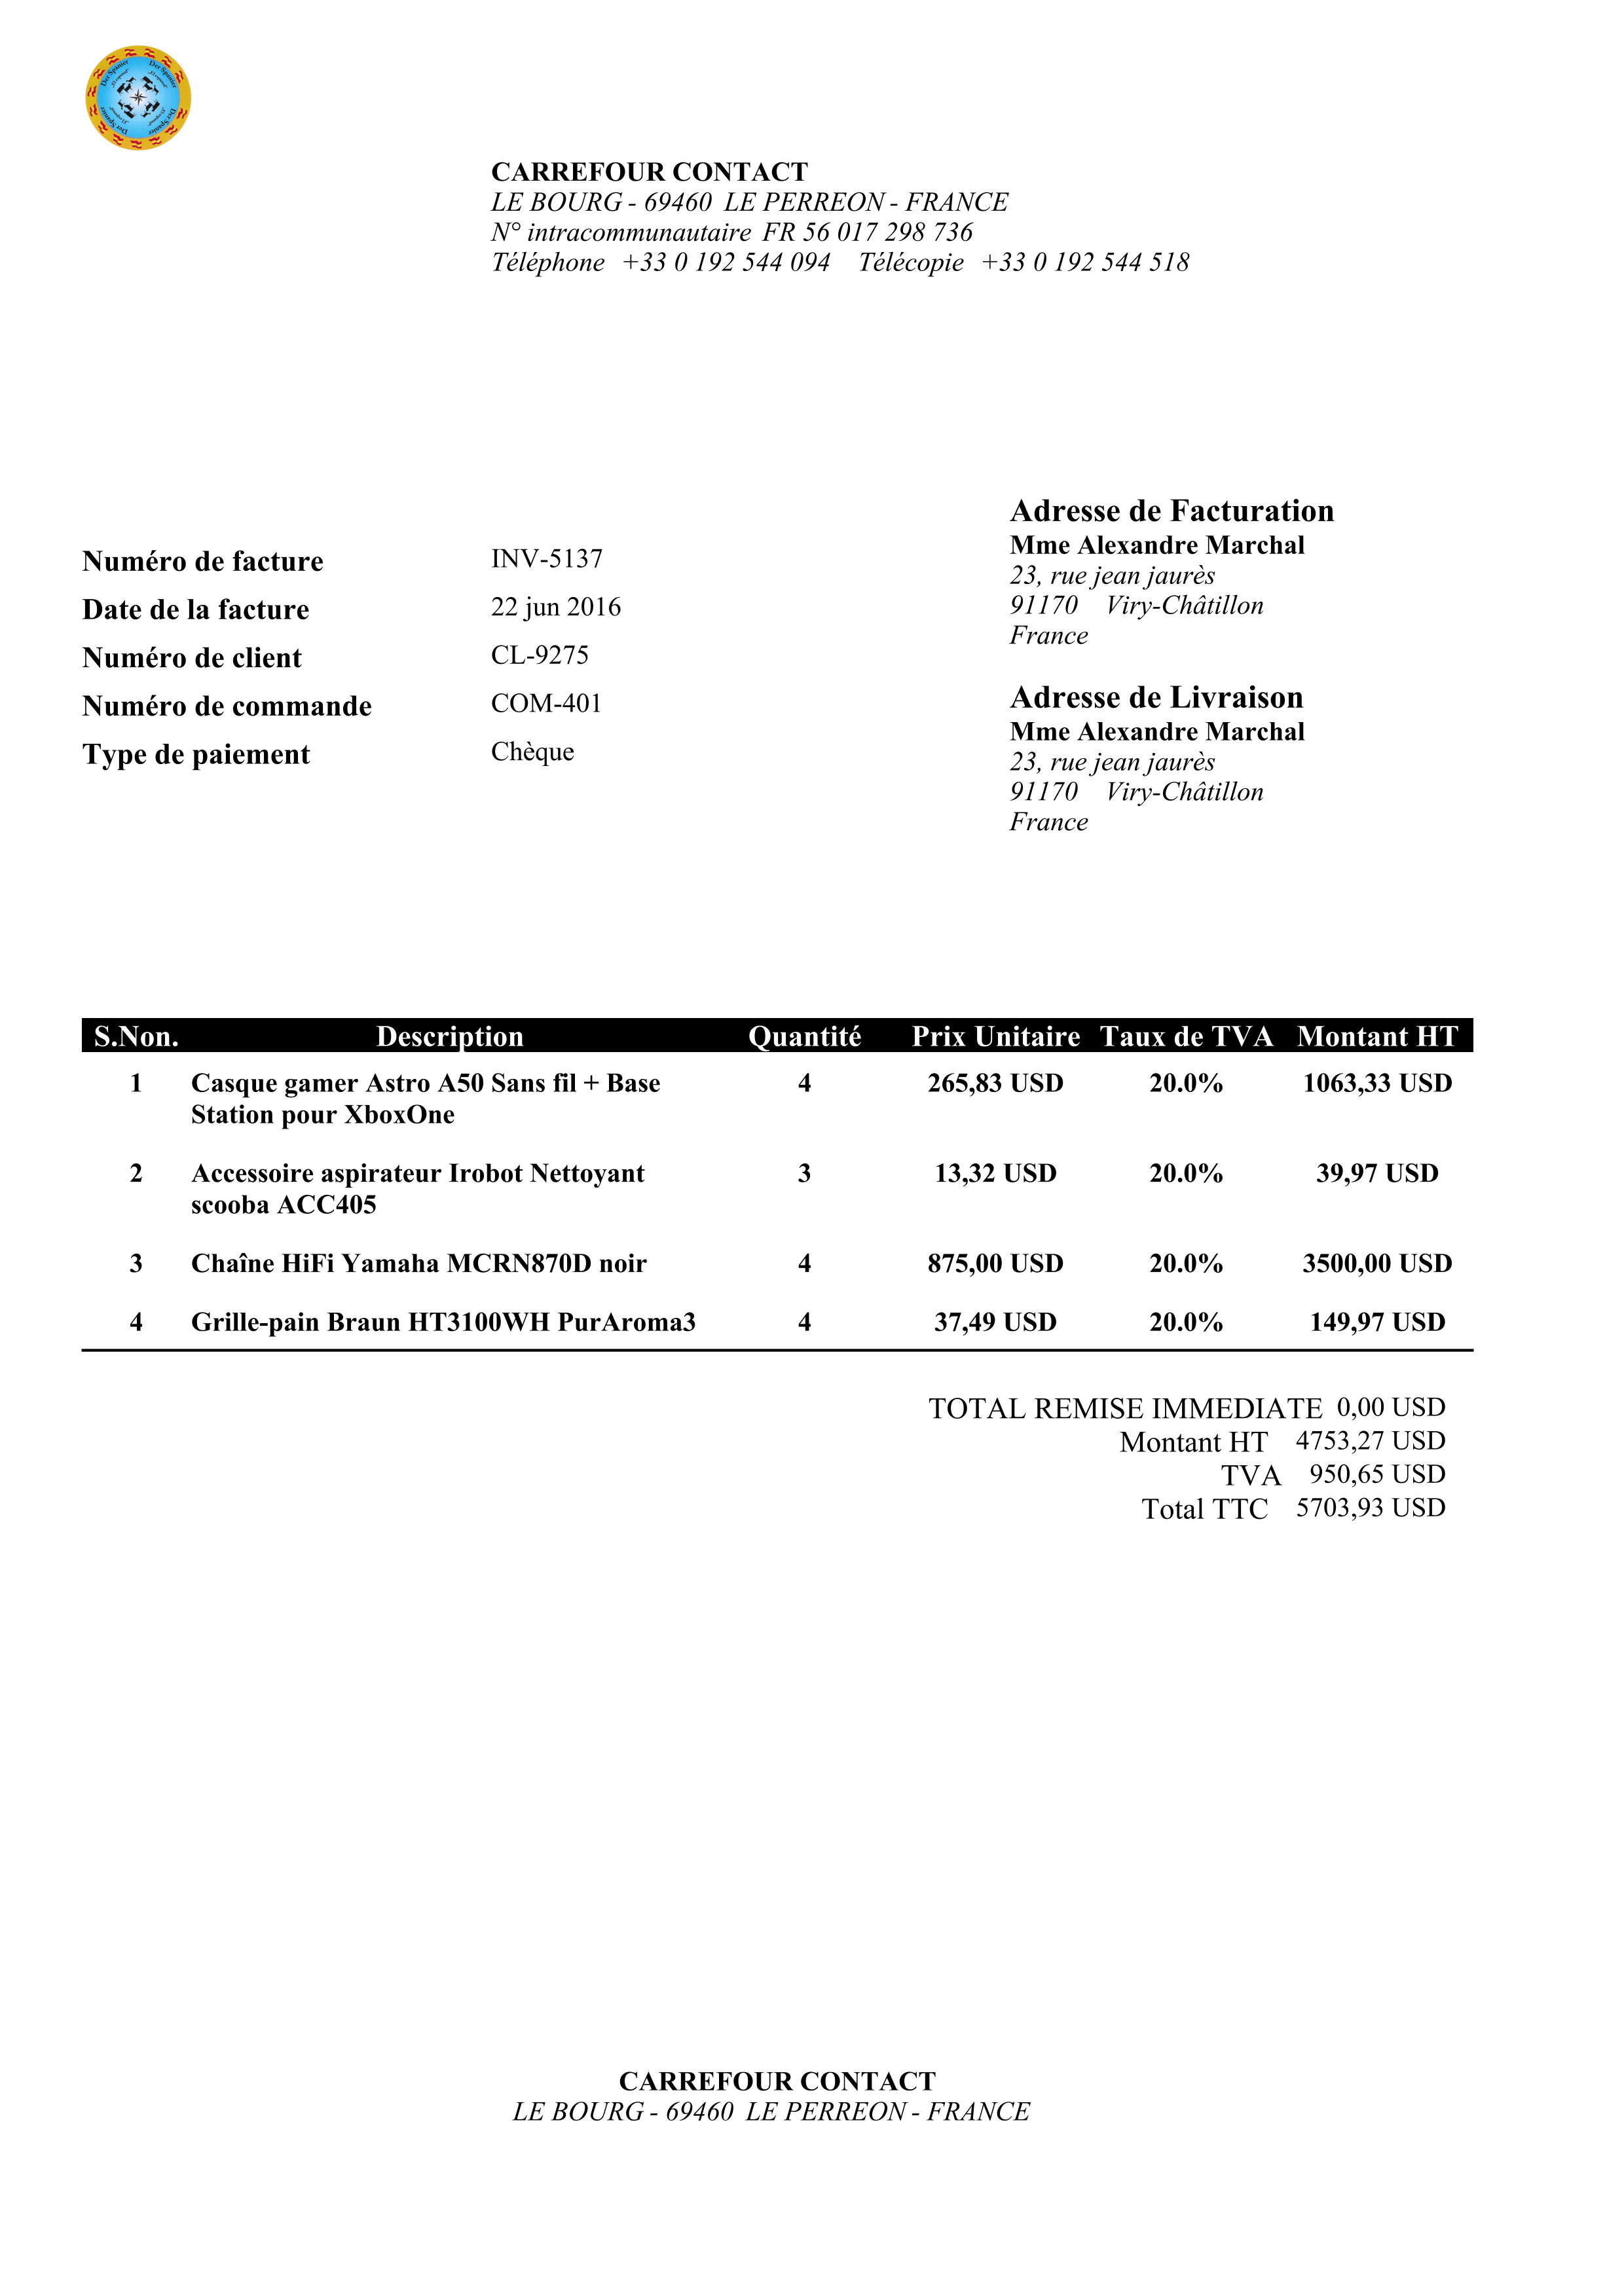 Der Spanier
Der Spanier
Der Spanier
Der Spanier
CARREFOUR CONTACT
LE BOURG - 69460 LE PERREON - FRANCE
N° intracommunautaire FR 56 017 298 736
Téléphone +33 0 192 544 094 Télécopie +33 0 192 544 518
Numéro de facture INV-5137
Date de la facture 22 jun 2016
Numéro de client CL-9275
Numéro de commande COM-401
Type de paiement Chèque
Adresse de Facturation
Mme Alexandre Marchal
23, rue jean jaurès
91170 Viry-Châtillon
France
Adresse de Livraison
Mme Alexandre Marchal
23, rue jean jaurès
91170 Viry-Châtillon
France
S.Non. Description Quantité Prix Unitaire Taux de TVA Montant HT
1 Casque gamer Astro A50 Sans fil + Base 4 265,83 USD 20.0% 1063,33 USD
Station pour XboxOne
2 Accessoire aspirateur Irobot Nettoyant 3 13,32 USD 20.0% 39,97 USD
scooba ACC405
3 Chaîne HiFi Yamaha MCRN870D noir 4 875,00 USD 20.0% 3500,00 USD
4 Grille-pain Braun HT3100WH PurAroma3 4 37,49 USD 20.0% 149,97 USD
TOTAL REMISE IMMEDIATE 0,00 USD
Montant HT 4753,27 USD
TVA 950,65 USD
Total TTC 5703,93 USD
CARREFOUR CONTACT
LE BOURG - 69460 LE PERREON - FRANCE